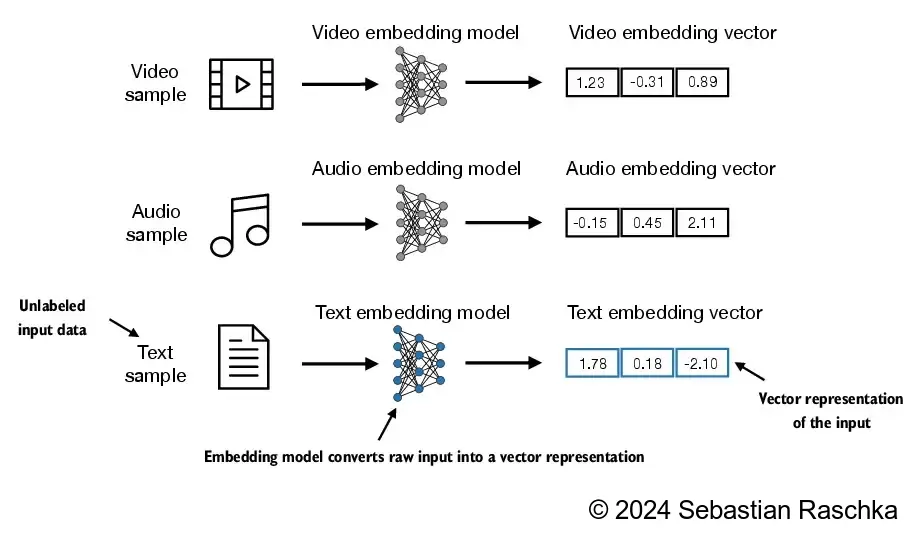 Video embedding model
Video embedding vector
Video
sample
1.23 -0.31 0.89
Audio embedding model
Audio embedding vector
Audio
sample
-0.15 0.45 2.11
Unlabeled
input data
Text embedding model
Text embedding vector
Text
sample
1.78 0.18 -2.10
Vector representation
of the input
Embedding model converts raw input into a vector representation
© 2024 Sebastian Raschka